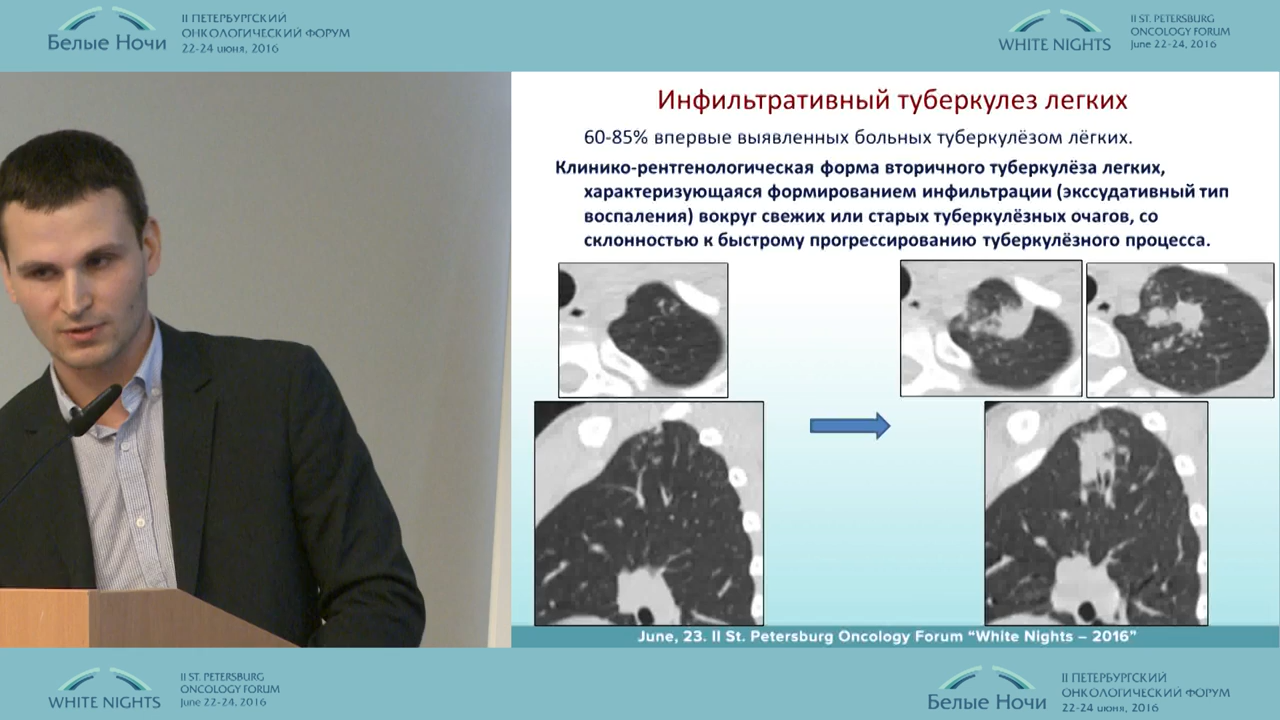 Белые Ночи
II ПЕТЕРБУРГСКИЙ
ОНКОЛОГИЧЕСКИЙ ФОРУМ
22-24 июня, 2016
WHITE NIGHTS
II ST. PETERSBURG
ONCOLOGY FORUM
June 22-24, 2016
Инфильтративный туберкулез легких
60-85% впервые выявленных больных туберкулёзом лёгких.
Клинико-рентгенологическая форма вторичного туберкулёза легких,
характеризующаяся формированием инфильтрации (экссудативный тип
воспаления) вокруг свежих или старых туберкулёзных очагов, со
склонностью к быстрому прогрессированию туберкулёзного процесса.
June, 23. II St. Petersburg Oncology Forum “White Nights – 2016”
WHITE NIGHTS
II ST. PETERSBURG
ONCOLOGY FORUM
June 22-24, 2016
Белые Ночи
II ПЕТЕРБУРГСКИЙ
ОНКОЛОГИЧЕСКИЙ ФОРУМ
22-24 июня, 2016